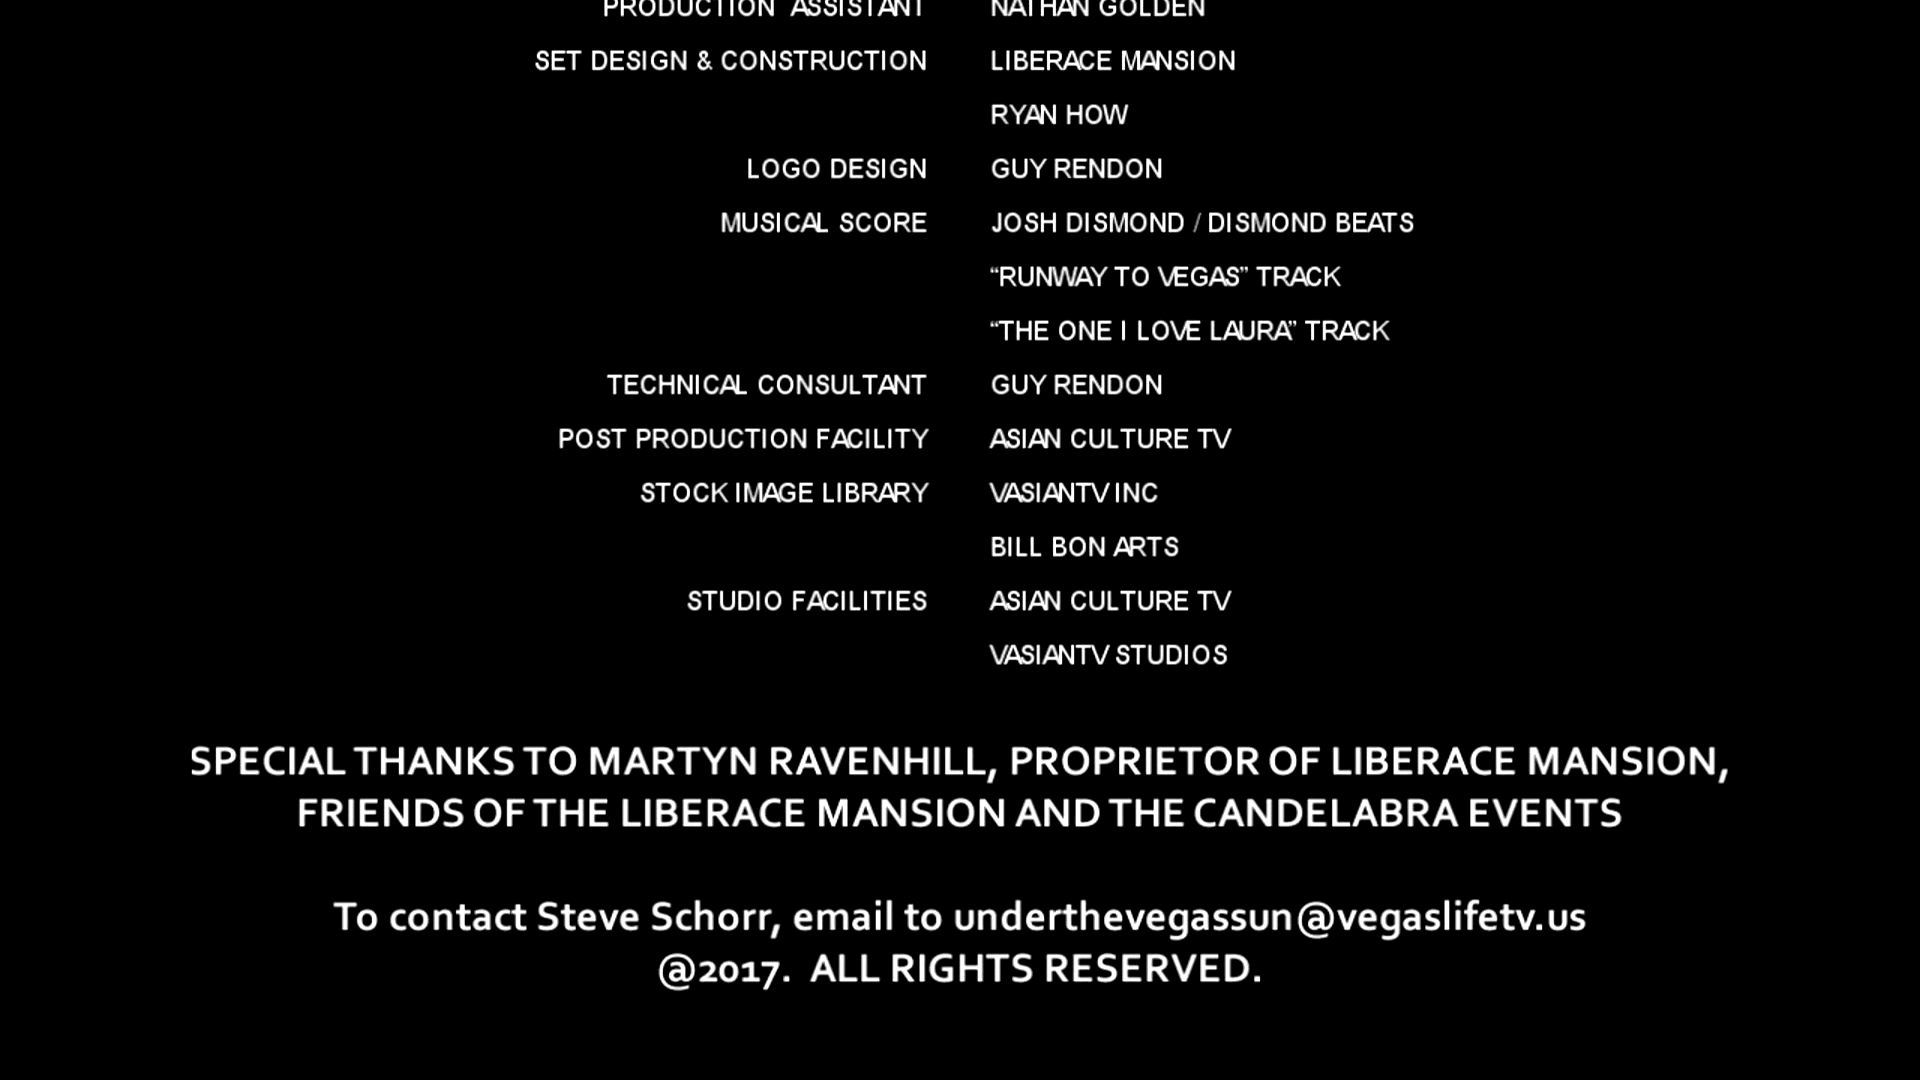 PRODUCTION ASSISTANT NATHAN GOLDEN
SET DESIGN & CONSTRUCTION LIBERACE MANSION
RYAN HOW
LOGO DESIGN GUY RENDON
MUSICAL SCORE JOSH DISMOND / DISMOND BEATS
“RUNWAY TO VEGAS” TRACK
“THE ONE I LOVE LAURA” TRACK
TECHNICAL CONSULTANT GUY RENDON
POST PRODUCTION FACILITY ASIAN CULTURE TV
STOCK IMAGE LIBRARY VASIANTV INC
BILL BON ARTS
STUDIO FACILITIES ASIAN CULTURE TV
VASIANTV STUDIOS
SPECIAL THANKS TO MARTYN RAVENHILL, PROPRIETOR OF LIBERACE MANSION,
FRIENDS OF THE LIBERACE MANSION AND THE CANDELABRA EVENTS
To contact Steve Schorr, email to underthevegassun@vegaslifetv.us
@2017. ALL RIGHTS RESERVED.